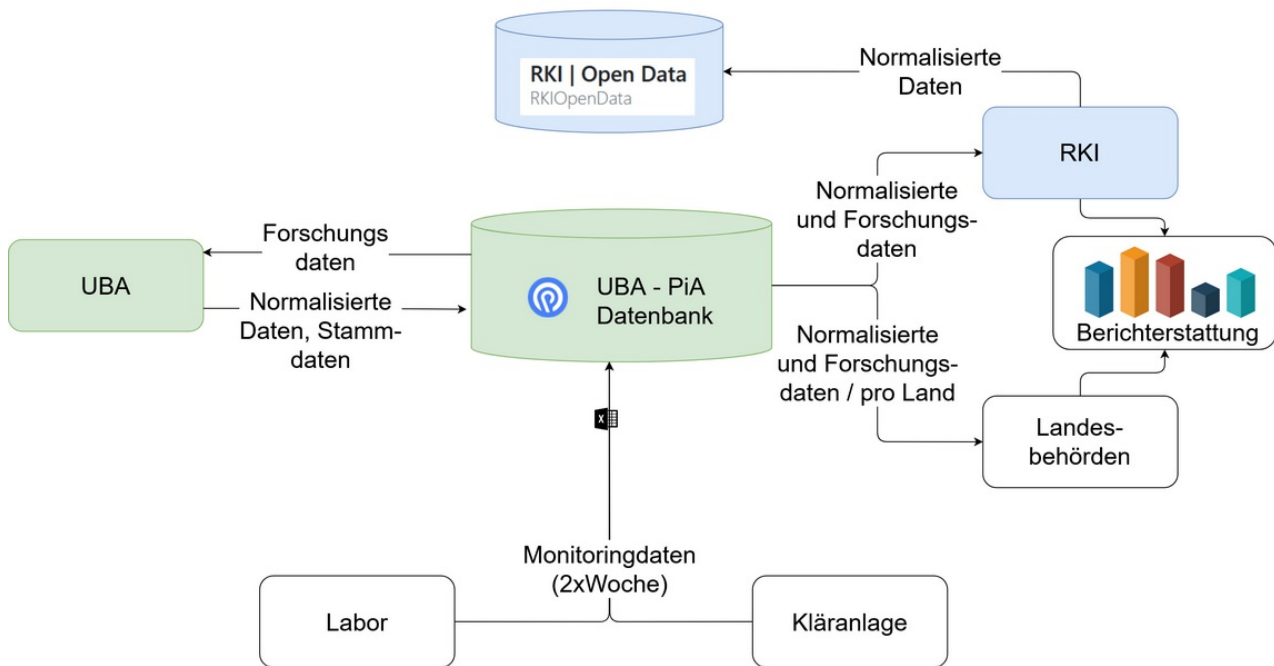 RKI | Open Data
RKIOpenData
Normalisierte
Daten
RKI
Normalisierte
und Forschungs-
daten
Forschungs
daten
UBA
Normalisierte
Daten, Stamm-
daten
UBA - PiA
Datenbank
Berichterstattung
Normalisierte
und Forschungs-
daten / pro Land
Landes-
behörden
X
Monitoringdaten
(2xWoche)
Labor
Kläranlage